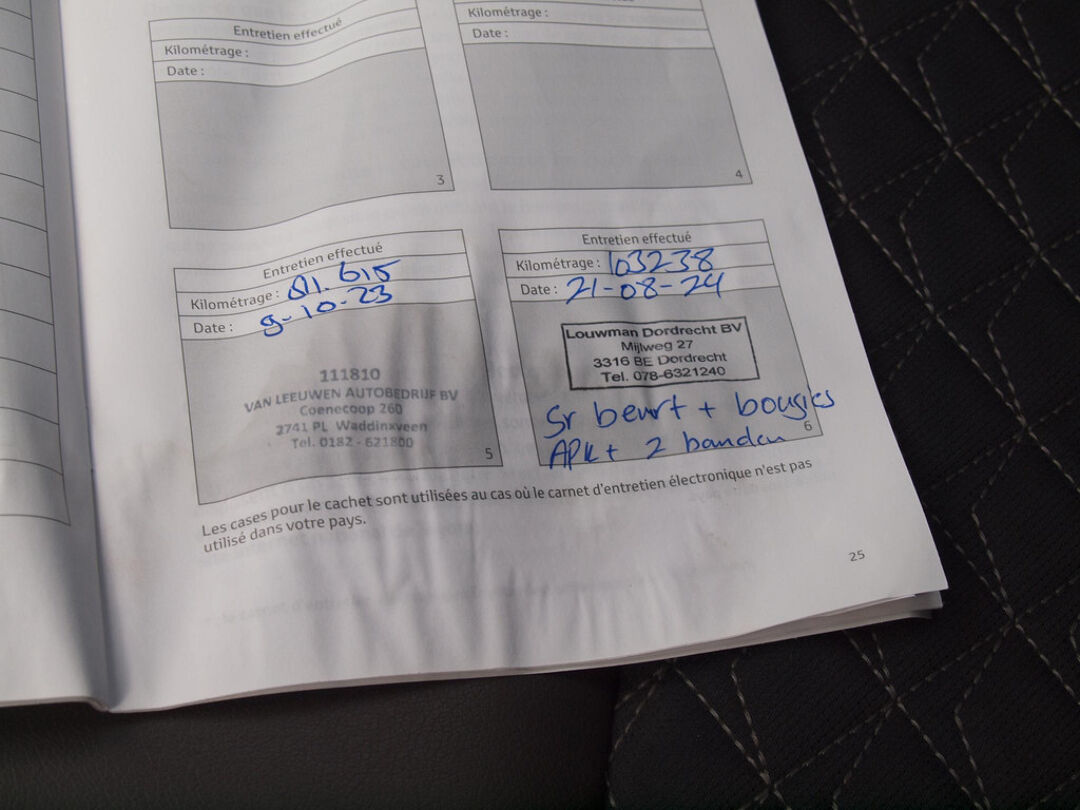 Entretien effectué
Kilométrage :
Date :
3
Kilométrage :
Date :
4
Entretien effectué
Kilométrage : 91.615
Date : 9-10-23
111810
VAN LEEUWEN AUTOBEDRIJF BV
Coenecoop 260
2741 PL Waddinxveen
Tel. 0182 - 621800
5
Entretien effectué
Kilométrage : 103238
Date : 21-08-24
Louwman Dordrecht BV
Mijlweg 27
3316 BE Dordrecht
Tel. 078-6321240
beurt + bougies
APK + 2 banden
6
Les cases pour le cachet sont utilisées au cas où le carnet d'entretien électronique n'est pas
utilisé dans votre pays.
25